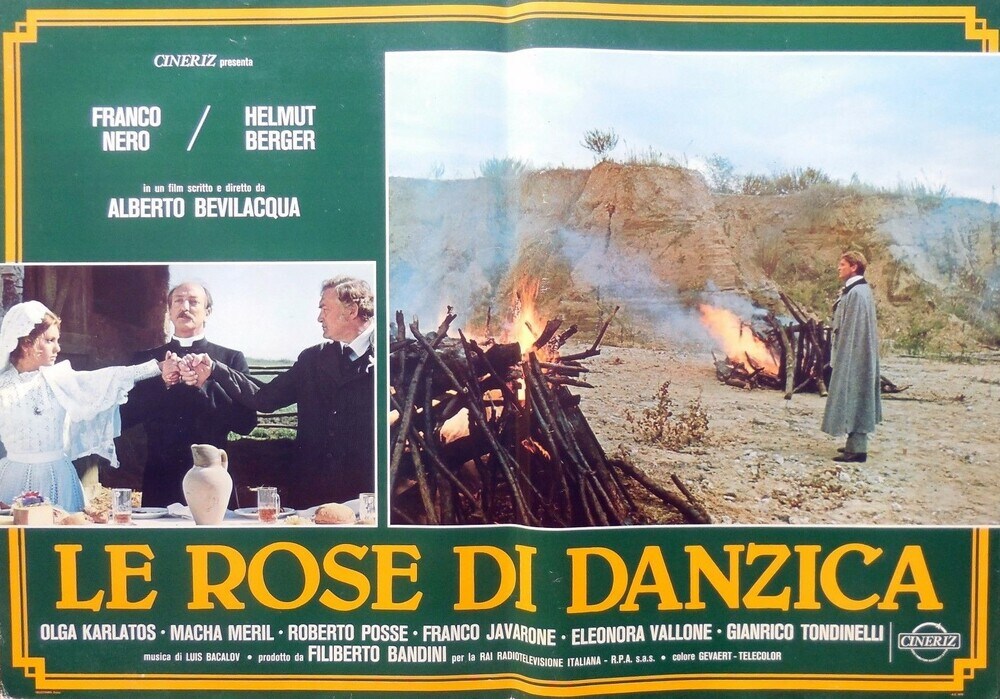 CINERIZ presenta
FRANCO NERO / HELMUT BERGER
in un film scritto e diretto da
ALBERTO BEVILACQUA
LE ROSE DI DANZICA
OLGA KARLATOS · MACHA MERIL · ROBERTO POSSE · FRANCO JAVARONE · ELEONORA VALLONE · GIANRICO TONDINELLI
CINERIZ
musica di LUIS BACALOV · prodotto da FILIBERTO BANDINI per la RAI RADIOTELEVISIONE ITALIANA - R.P.A. s.a.s. · colore GEVAERT-TELECOLOR